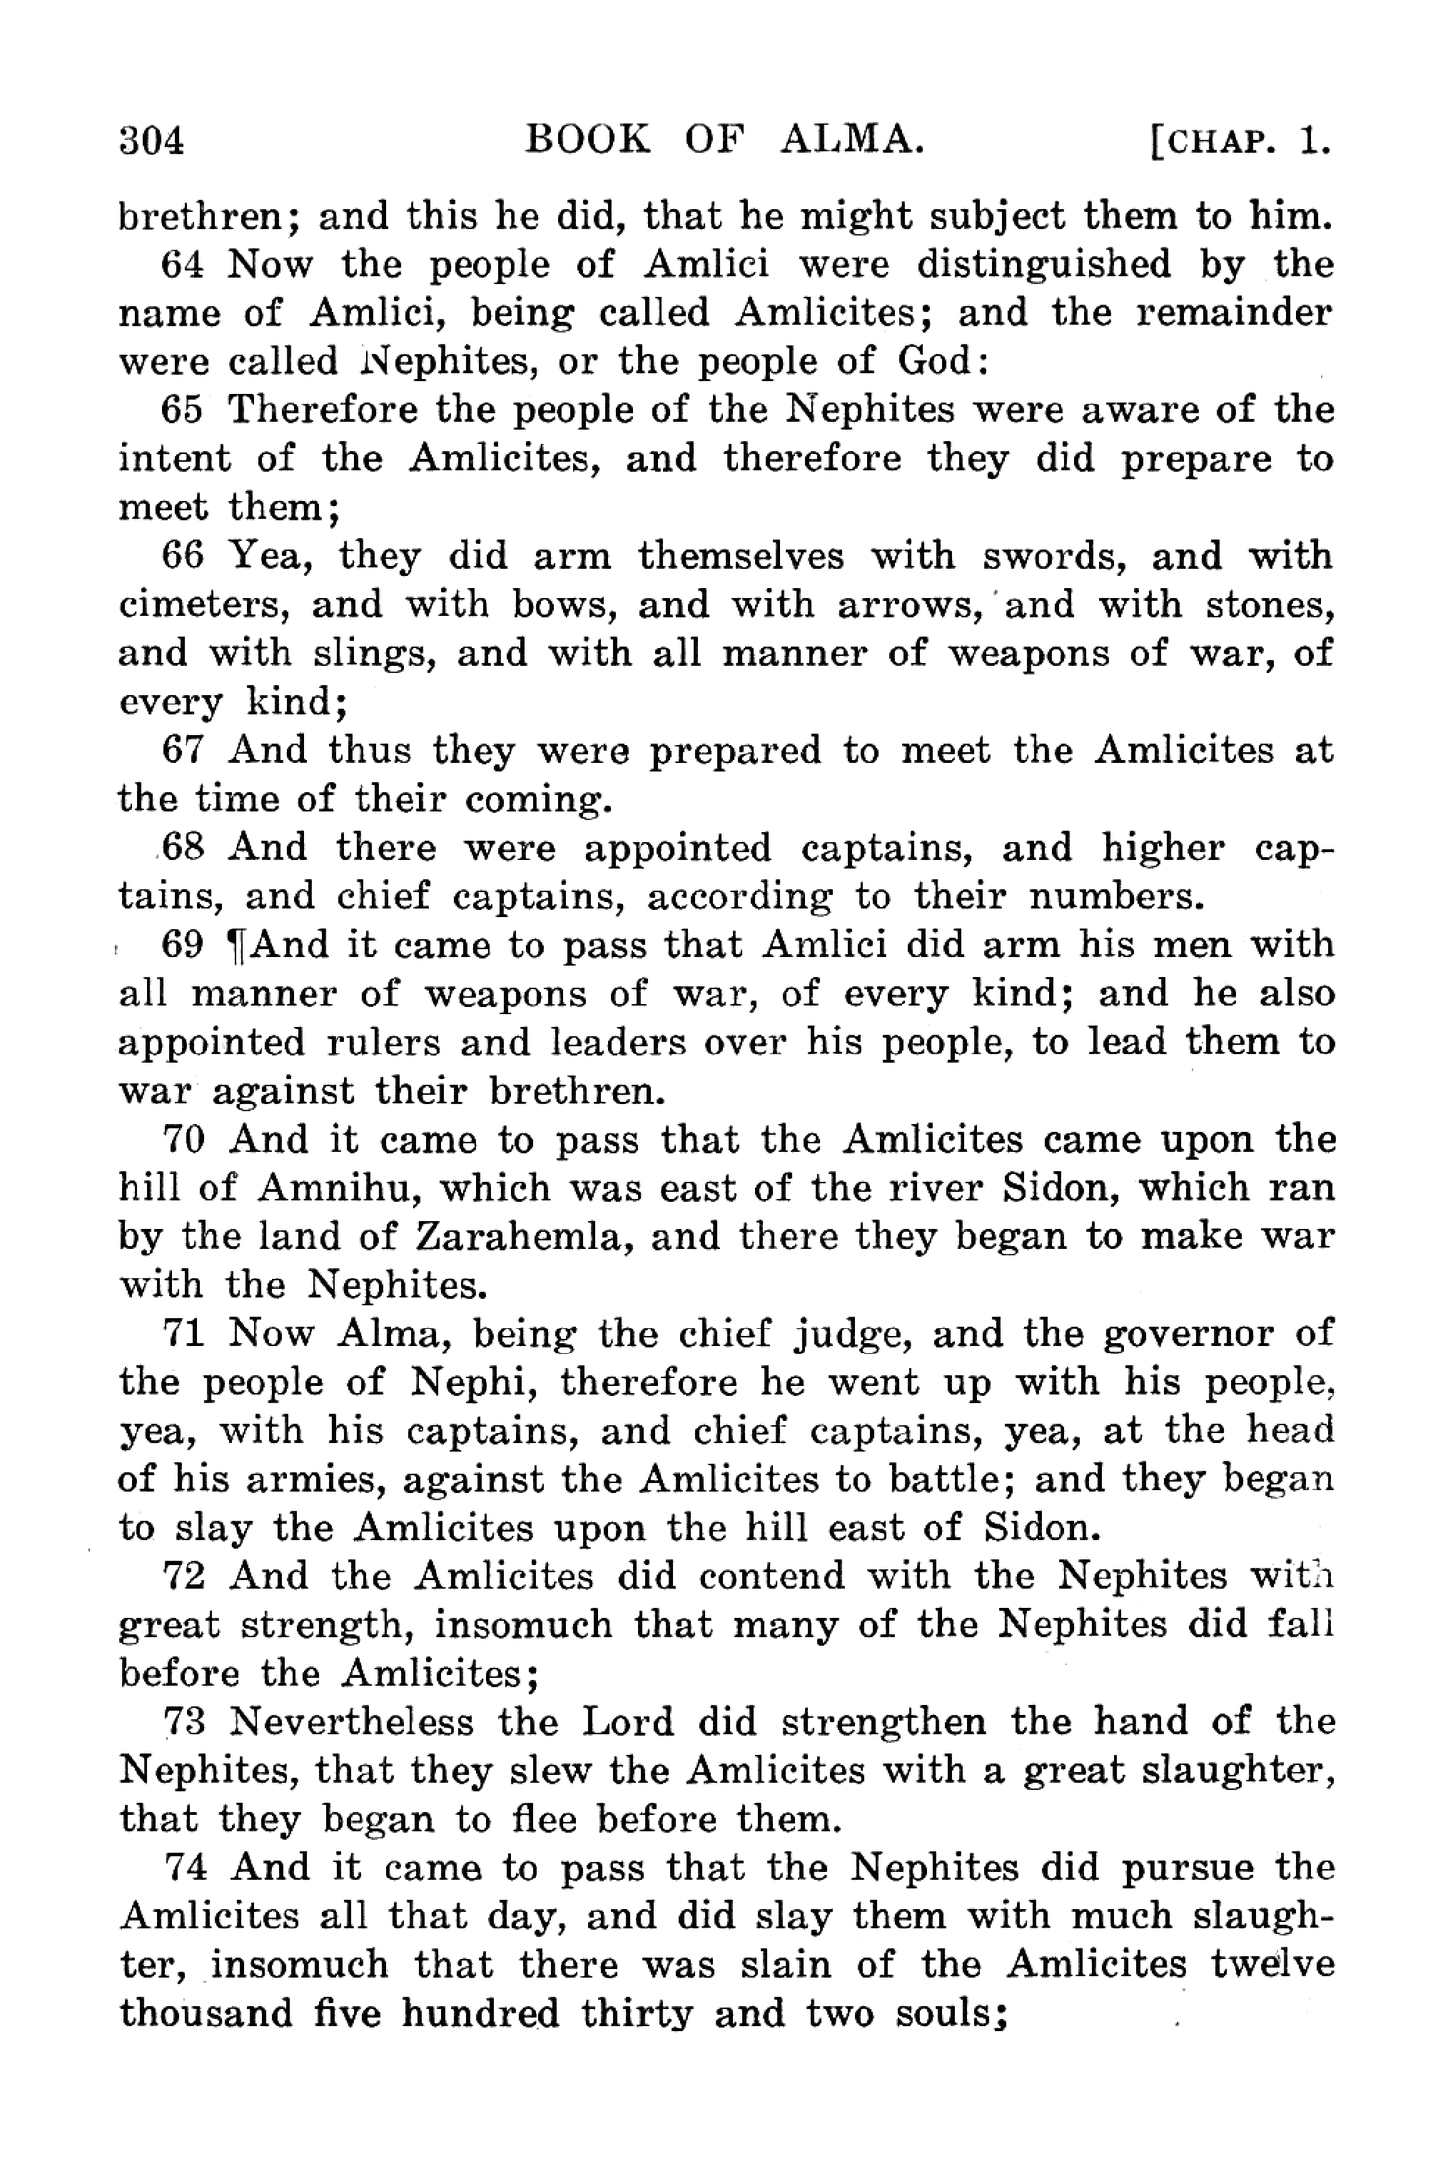 304 BOOK OF ALMA. [CHAP. 1.
brethren; and this he did, that he might subject them to him.
64 Now the people of Amlici were distinguished by the
name of Amlici, being called Amlicites; and the remainder
were called Nephites, or the people of God:
65 Therefore the people of the Nephites were aware of the
intent of the Amlicites, and therefore they did prepare to
meet them;
66 Yea, they did arm themselves with swords, and with
cimeters, and with bows, and with arrows, and with stones,
and with slings, and with all manner of weapons of war, of
every kind;
67 And thus they were prepared to meet the Amlicites at
the time of their coming.
68 And there were appointed captains, and higher cap-
tains, and chief captains, according to their numbers.
69 ¶And it came to pass that Amlici did arm his men with
all manner of weapons of war, of every kind; and he also
appointed rulers and leaders over his people, to lead them to
war against their brethren.
70 And it came to pass that the Amlicites came upon the
hill of Amnihu, which was east of the river Sidon, which ran
by the land of Zarahemla, and there they began to make war
with the Nephites.
71 Now Alma, being the chief judge, and the governor of
the people of Nephi, therefore he went up with his people,
yea, with his captains, and chief captains, yea, at the head
of his armies, against the Amlicites to battle; and they began
to slay the Amlicites upon the hill east of Sidon.
72 And the Amlicites did contend with the Nephites with
great strength, insomuch that many of the Nephites did fall
before the Amlicites;
73 Nevertheless the Lord did strengthen the hand of the
Nephites, that they slew the Amlicites with a great slaughter,
that they began to flee before them.
74 And it came to pass that the Nephites did pursue the
Amlicites all that day, and did slay them with much slaugh-
ter, insomuch that there was slain of the Amlicites twelve
thousand five hundred thirty and two souls;